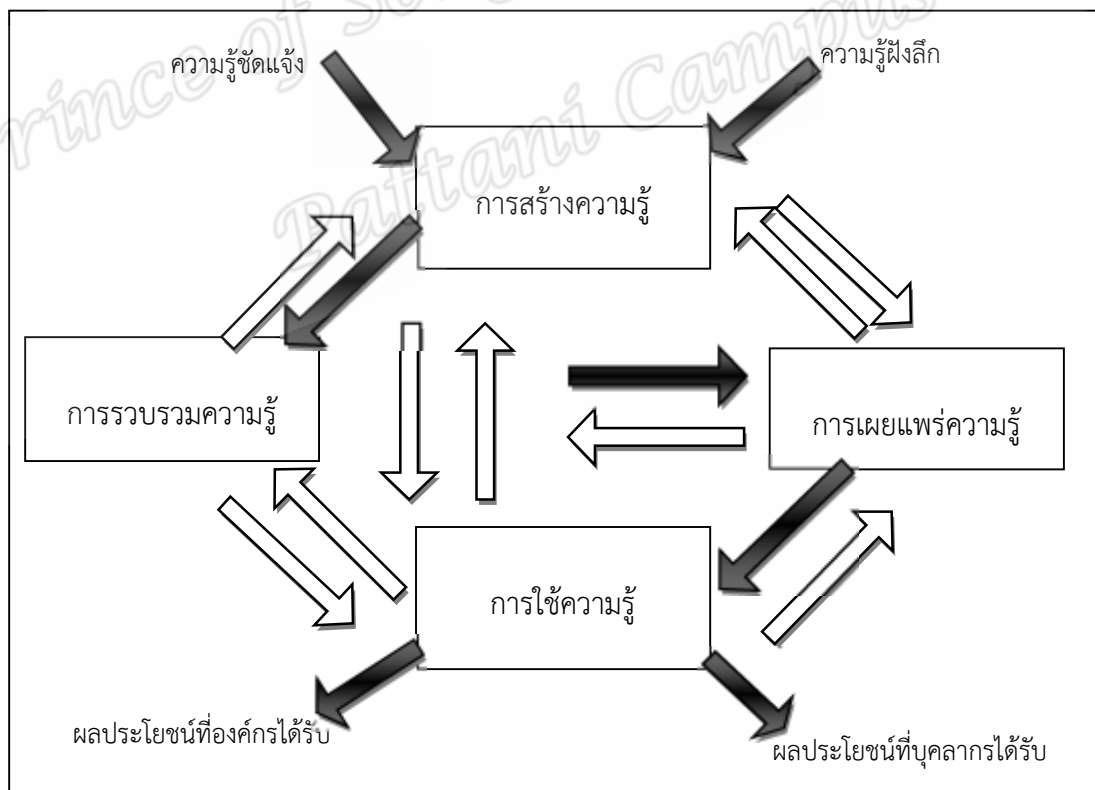 Prince of Son
Pattani Campus
ความรู้ชัดแจ้ง
ความรู้ฝังลึก
การสร้างความรู้
การรวบรวมความรู้
การเผยแพร่ความรู้
การใช้ความรู้
ผลประโยชน์ที่องค์กรได้รับ
ผลประโยชน์ที่บุคลากรได้รับ